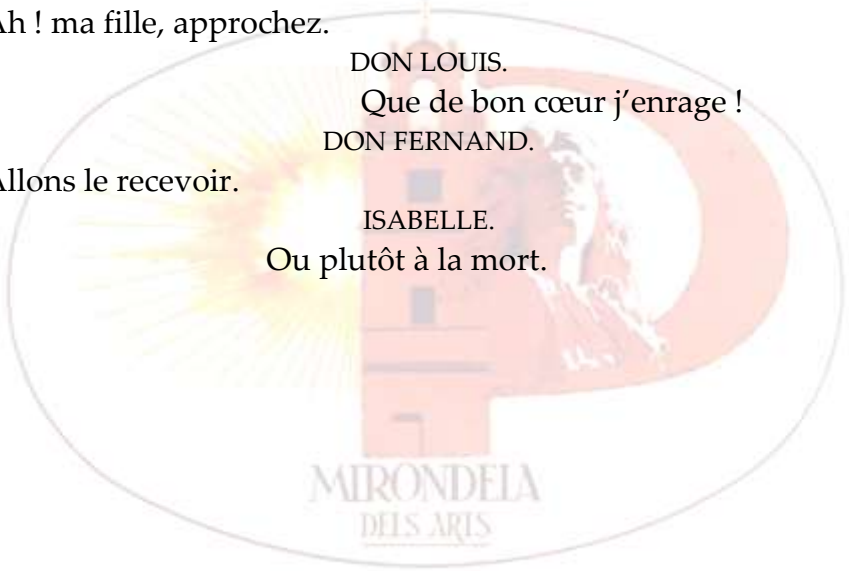 Ah ! ma fille, approchez.
DON LOUIS.
Que de bon cœur j’enrage !
DON FERNAND.
Allons le recevoir.
ISABELLE.
Ou plutôt à la mort.
MIRONDELA
DELS ARTS